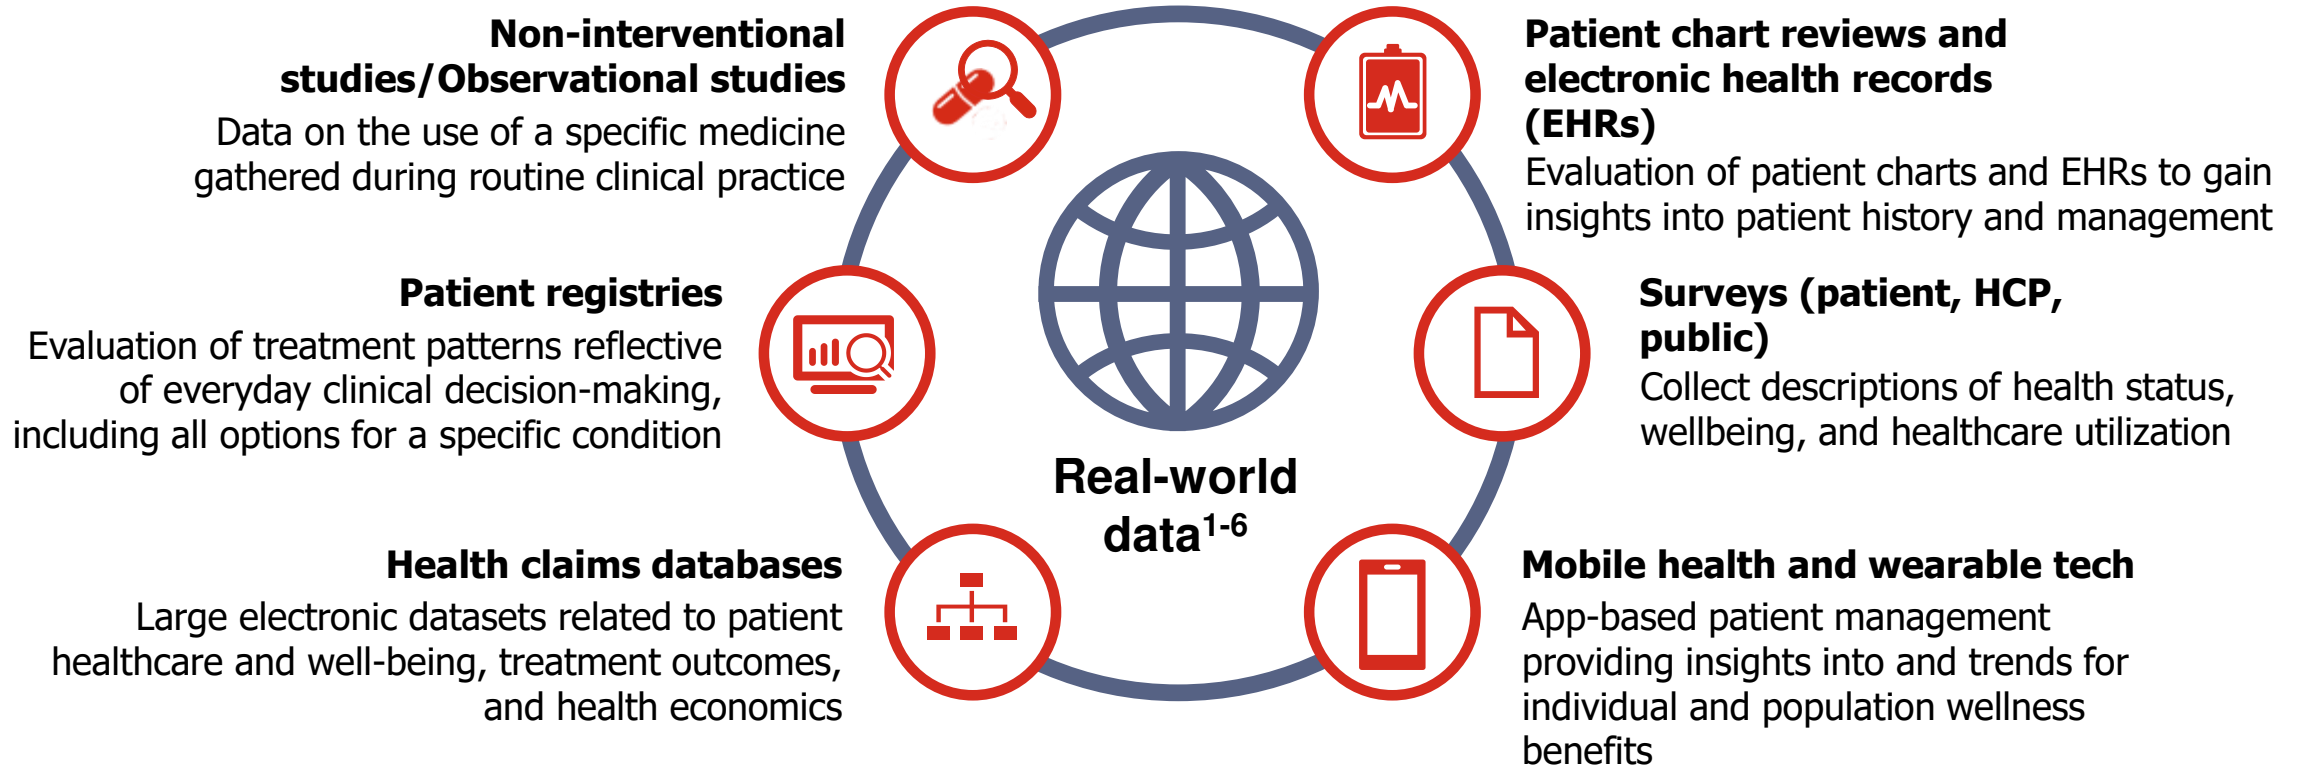 Non-interventional
studies/Observational studies
Data on the use of a specific medicine
gathered during routine clinical practice
Patient chart reviews and
electronic health records
(EHRs)
Evaluation of patient charts and EHRs to gain
insights into patient history and management
Patient registries
Evaluation of treatment patterns reflective
of everyday clinical decision-making,
including all options for a specific condition
Surveys (patient, HCP,
public)
Collect descriptions of health status,
wellbeing, and healthcare utilization
Real-world
data¹⁻⁶
Health claims databases
Large electronic datasets related to patient
healthcare and well-being, treatment outcomes,
and health economics
Mobile health and wearable tech
App-based patient management
providing insights into and trends for
individual and population wellness
benefits